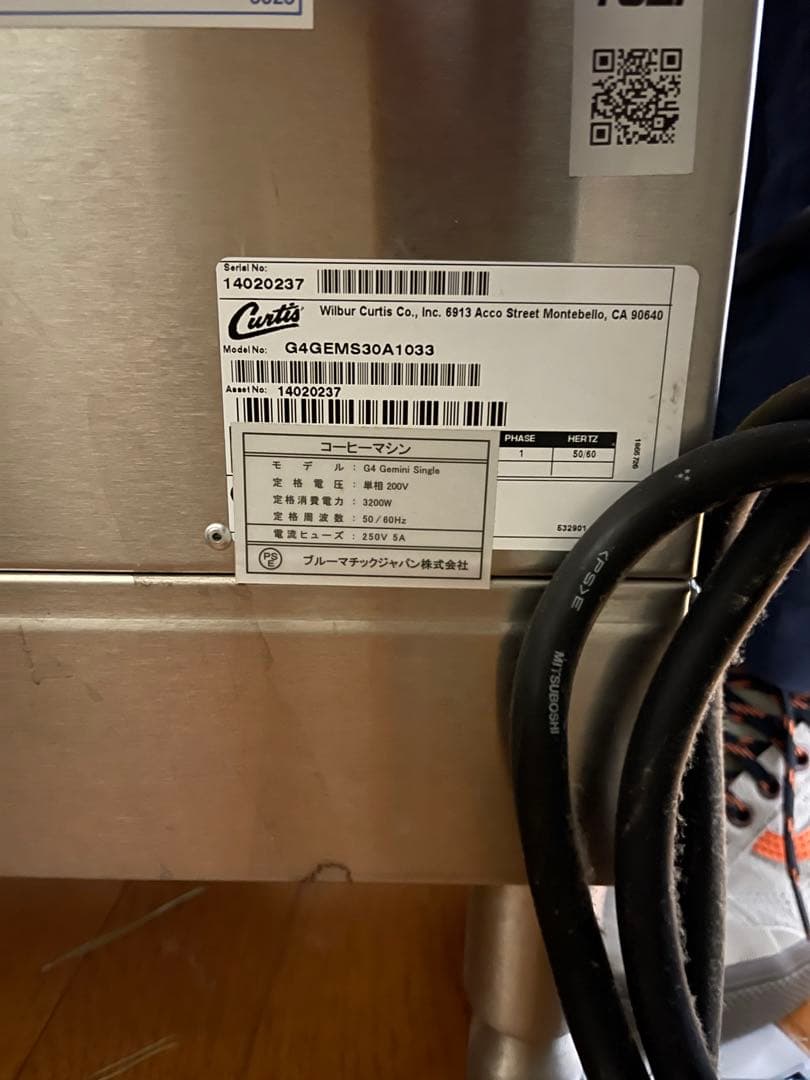 Serial No:
14020237
Curtis
Wilbur Curtis Co., Inc. 6913 Acco Street Montebello, CA 90640
Model No: G4GEMS30A1033
Asset No: 14020237
PHASE HERTZ
1 50/60
コーヒーマシン
モデル : G4 Gemini Single
定格電圧 : 単相 200V
定格消費電力 : 3200W
定格周波数 : 50/60Hz
電流ヒューズ : 250V 5A
PSE ブルーマチックジャパン株式会社
532901
<PS>E
MITSUBOSHI